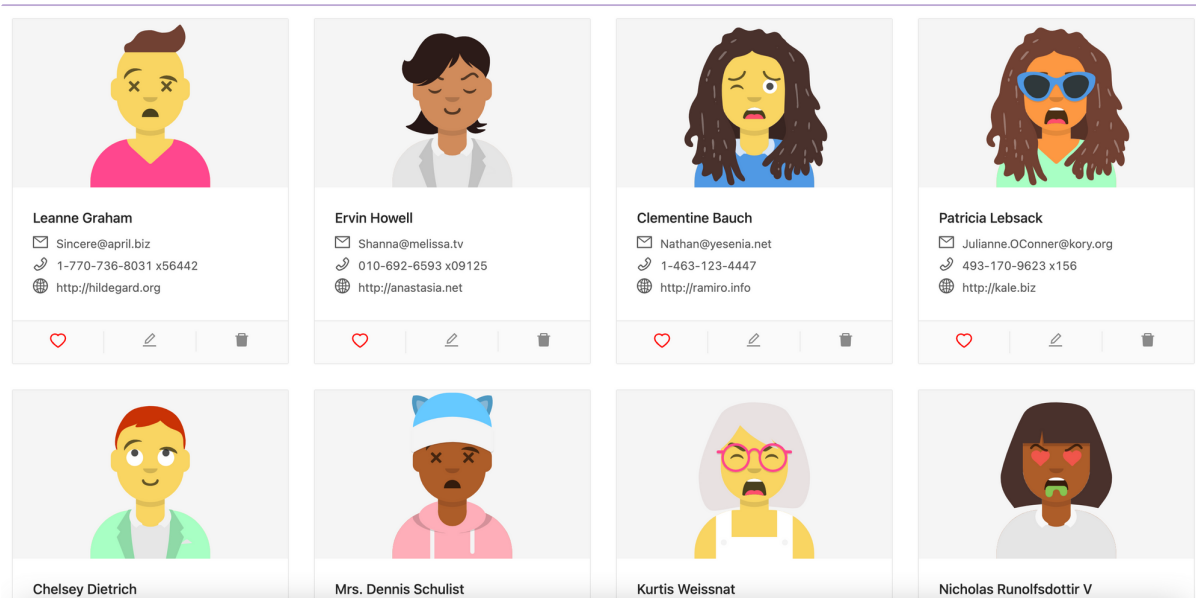 Leanne Graham
Sincere@april.biz
1-770-736-8031 x56442
http://hildegard.org
Ervin Howell
Shanna@melissa.tv
010-692-6593 x09125
http://anastasia.net
Clementine Bauch
Nathan@yesenia.net
1-463-123-4447
http://ramiro.info
Patricia Lebsack
Julianne.OConner@kory.org
493-170-9623 x156
http://kale.biz
Chelsey Dietrich
Mrs. Dennis Schulist
Kurtis Weissnat
Nicholas Runolfsdottir V